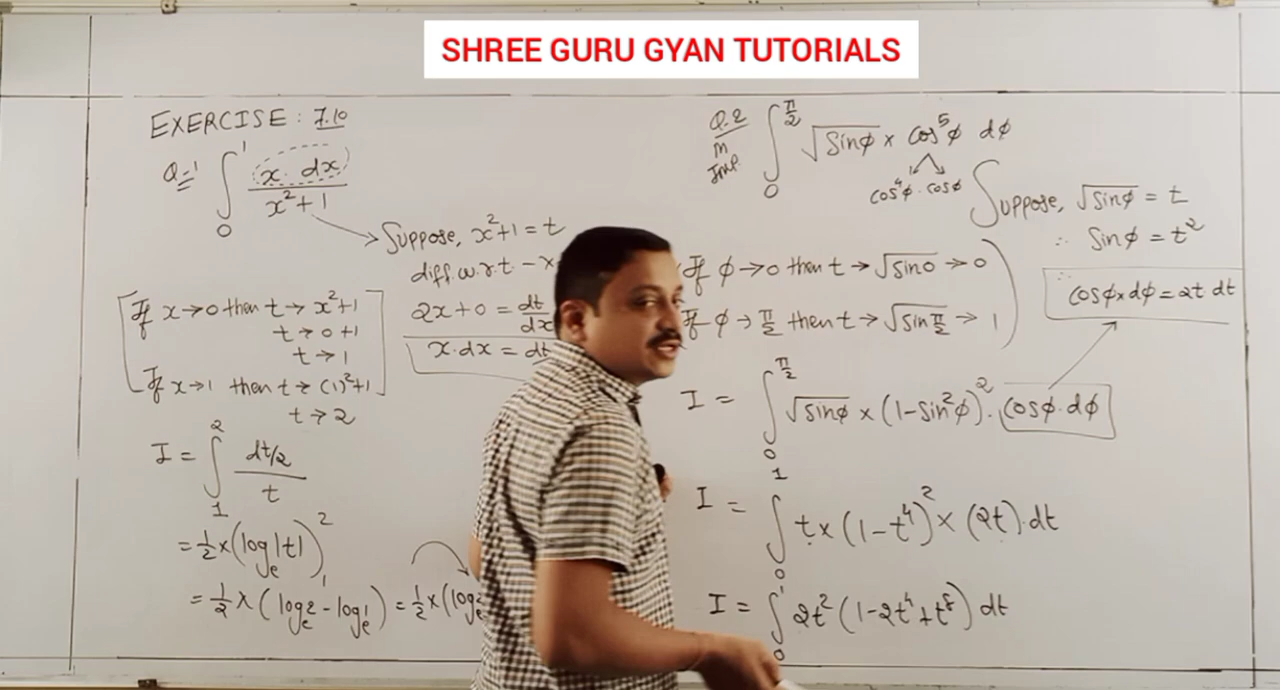 SHREE GURU GYAN TUTORIALS
EXERCISE: 7.10
Q-1 ∫₀¹ x · dx / x²+1
Suppose, x²+1 = t
diff. w.r.t. - x
2x+0 = dt/dx
x·dx = dt
If x→0 then t→ x²+1
t→ 0+1
t→ 1
If x→1 then t→ (1)²+1
t→ 2
I = ∫₁² dt/2 / t
= ½×(logₑ|t|)₁²
= ½×(logₑ2 - logₑ1) = ½×(logₑ
Q.2 ∫₀^π/2 √Sinφ × Cos⁵φ dφ
Imp.
cos⁴φ · cosφ
Suppose, √Sinφ = t
∴ Sinφ = t²
∴ cosφ×dφ = 2t dt
If φ→0 then t→√Sin0→0
If φ→π/2 then t→√Sinπ/2→1
I = ∫₀^π/2 √sinφ × (1-Sin²φ)² · cosφ·dφ
I = ∫₀¹ t×(1-t⁴)²×(2t)·dt
I = ∫₀¹ 2t²(1-2t⁴+t⁸) dt